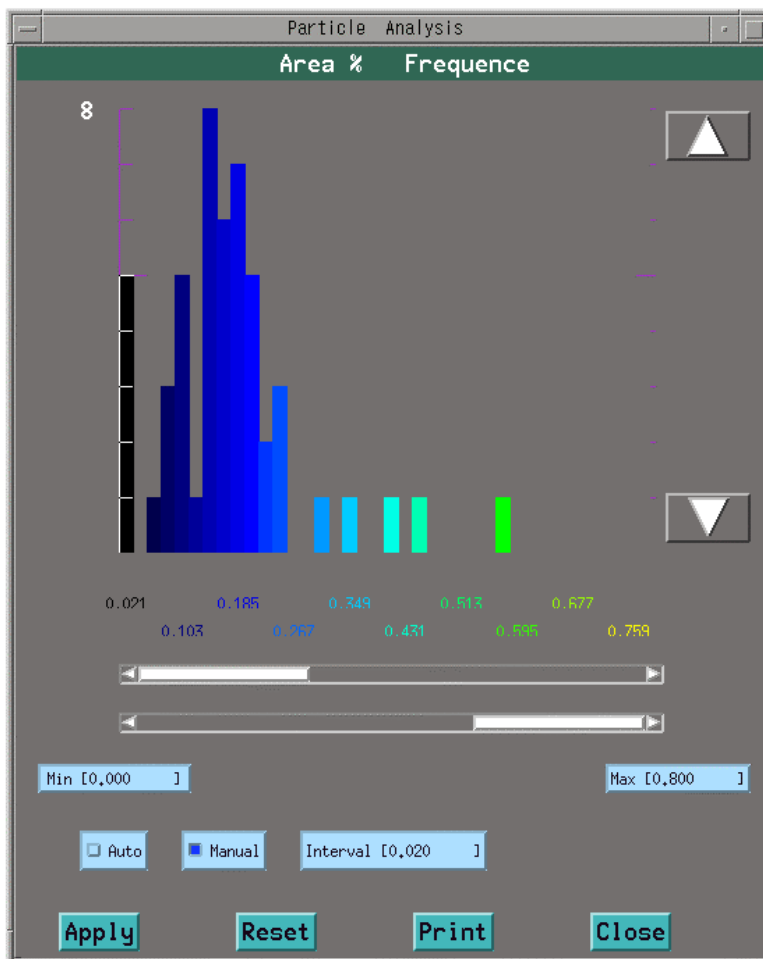 Particle Analysis
Area % Frequence
8
0.021 0.185 0.349 0.513 0.677
0.103 0.267 0.431 0.595 0.759
Min [0.000 ] Max [0.800 ]
Auto Manual Interval [0.020 ]
Apply Reset Print Close